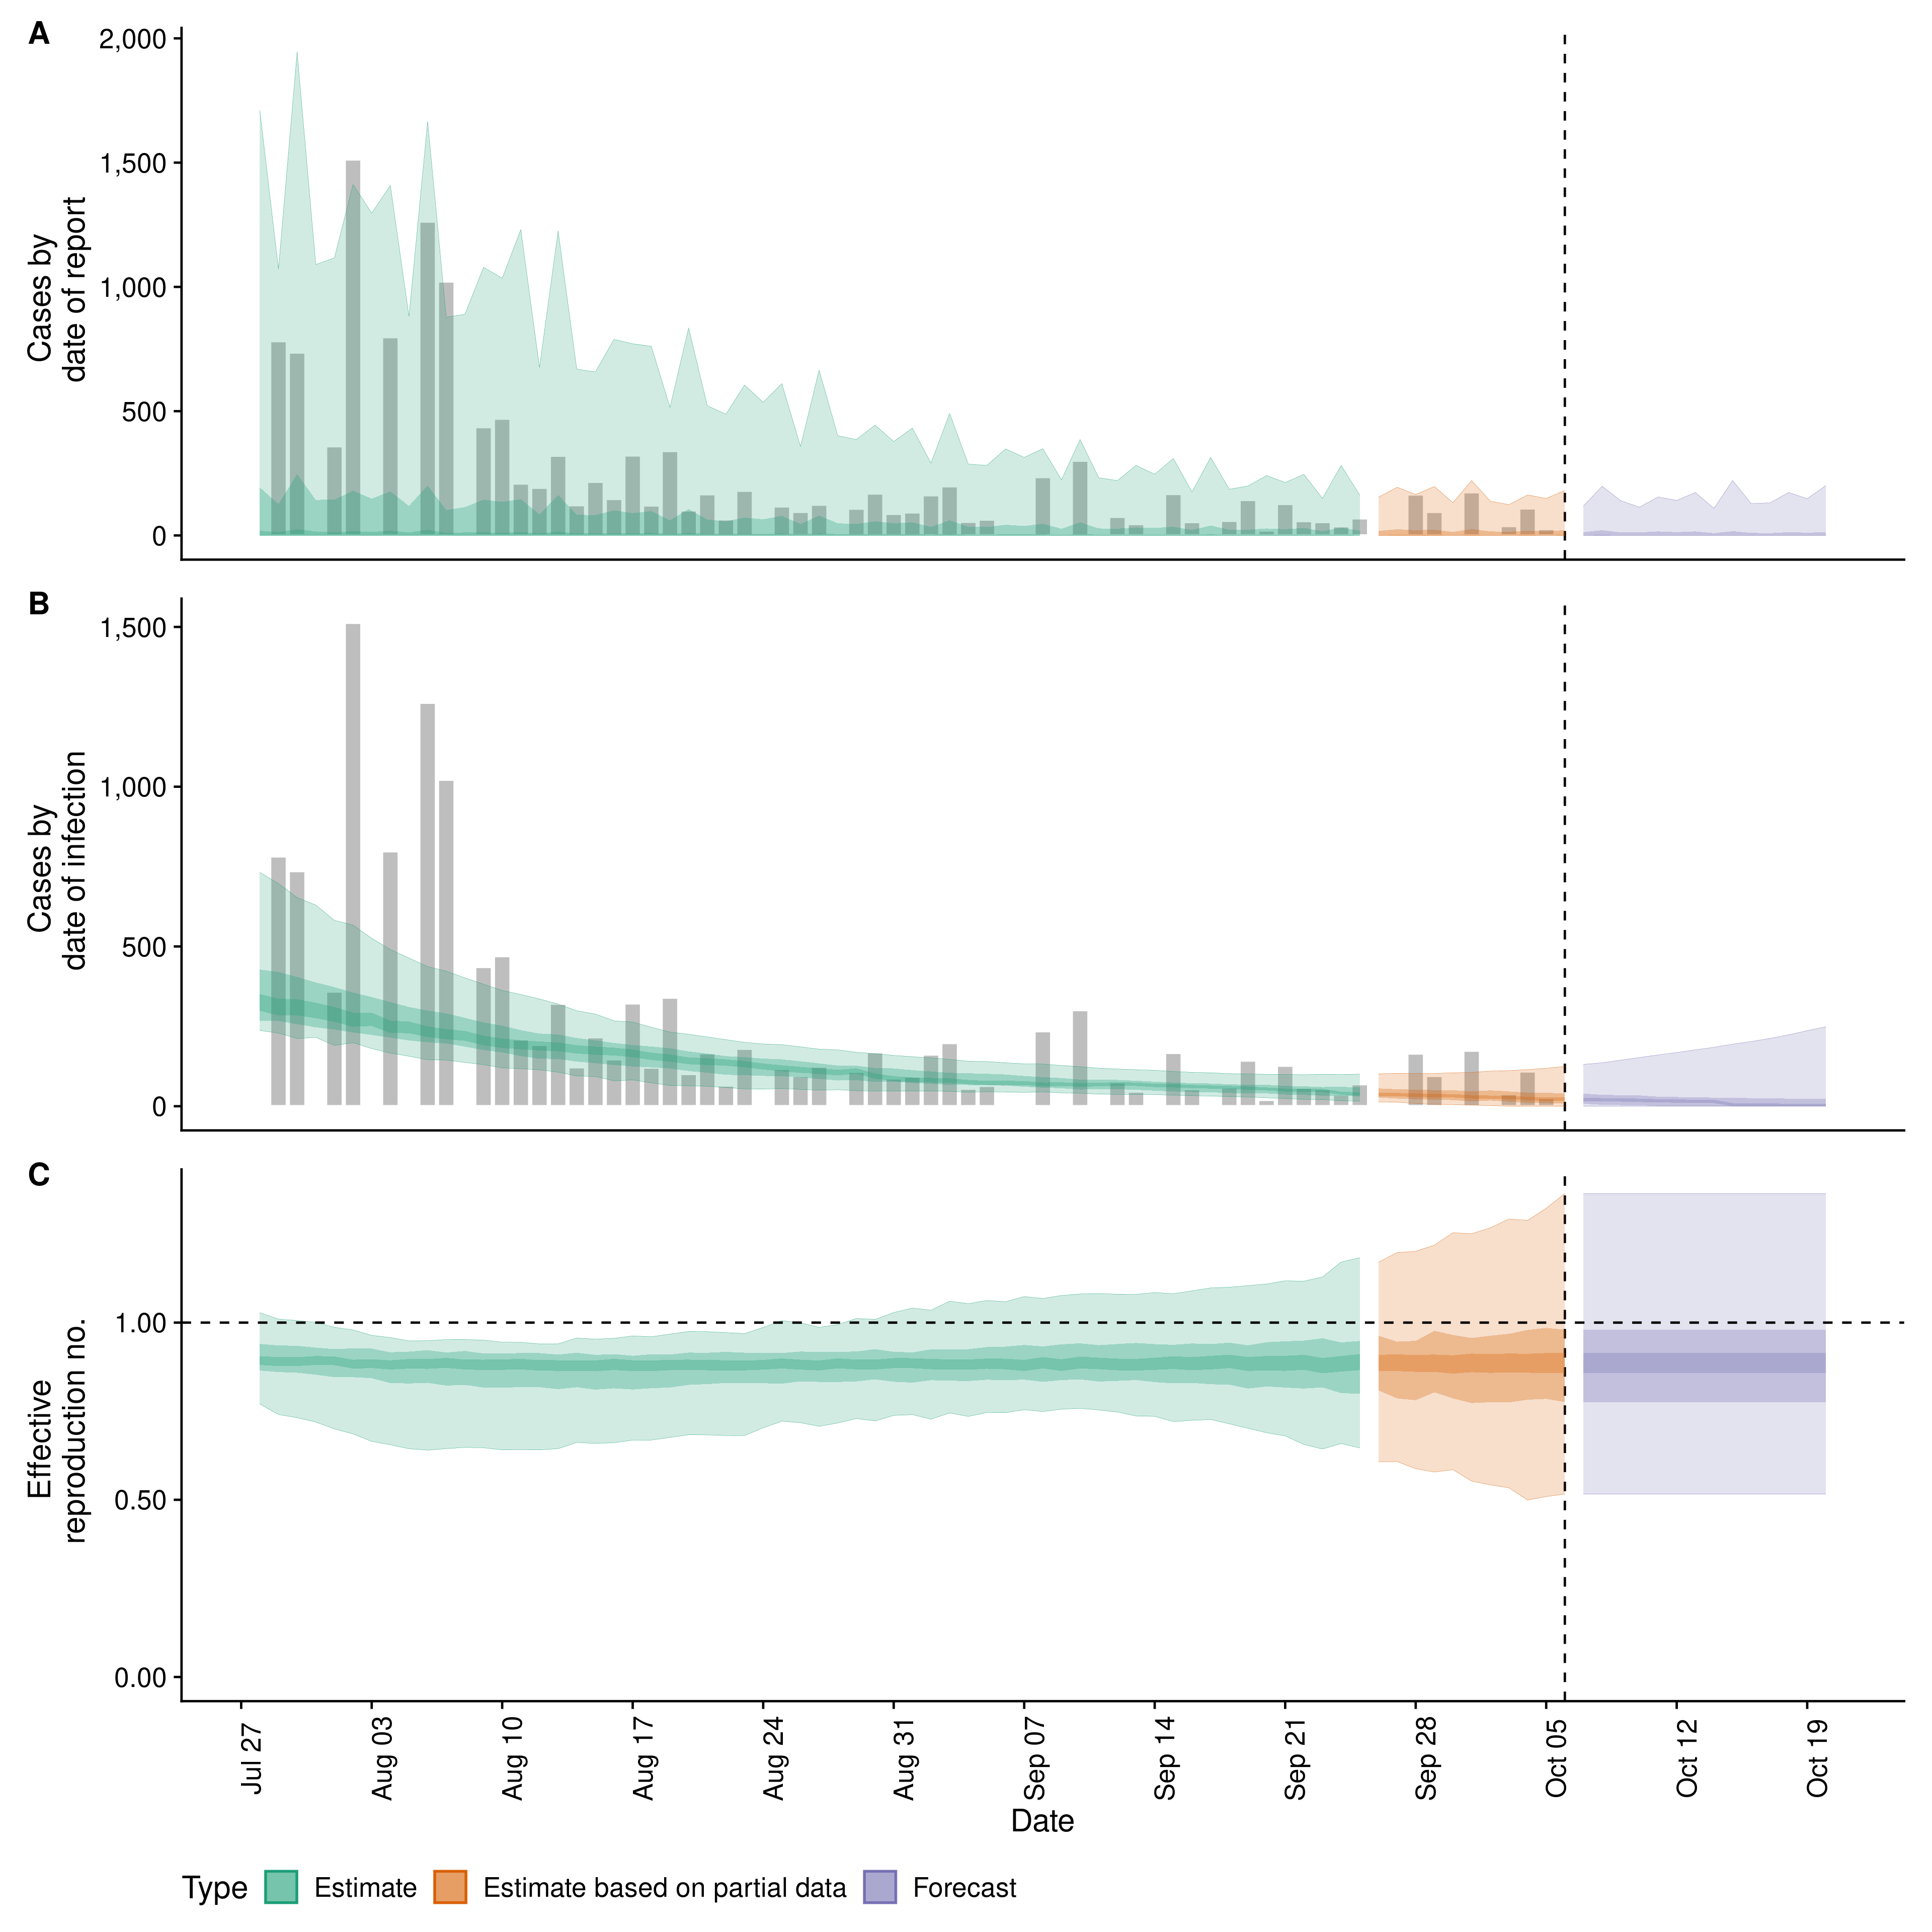 A
2,000
1,500
1,000
500
0
Cases by
date of report
B
1,500
1,000
500
0
Cases by
date of infection
C
1.00
0.50
0.00
Effective
reproduction no.
Jul 27
Aug 03
Aug 10
Aug 17
Aug 24
Aug 31
Sep 07
Sep 14
Sep 21
Sep 28
Oct 05
Oct 12
Oct 19
Date
Type Estimate Estimate based on partial data Forecast